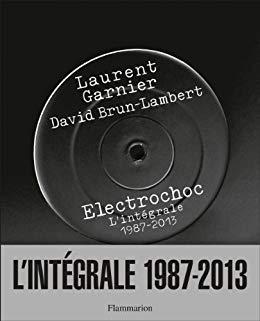 Laurent
Garnier
David Brun-Lambert
Electrochoc
L'intégrale
1987-2013
L'INTÉGRALE 1987-2013
Flammarion